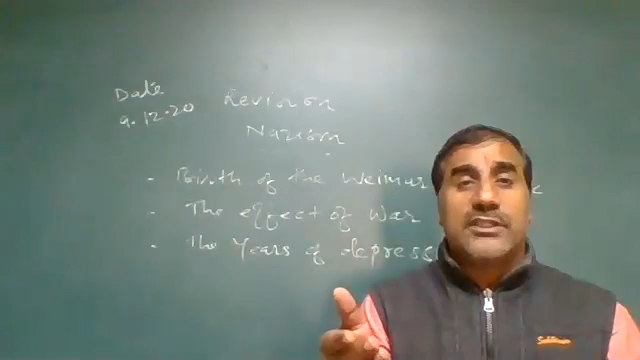 Date
9.12.20
Revision
Nazism
- Birth of the Weimar
- The effect of War
- The Years of depress